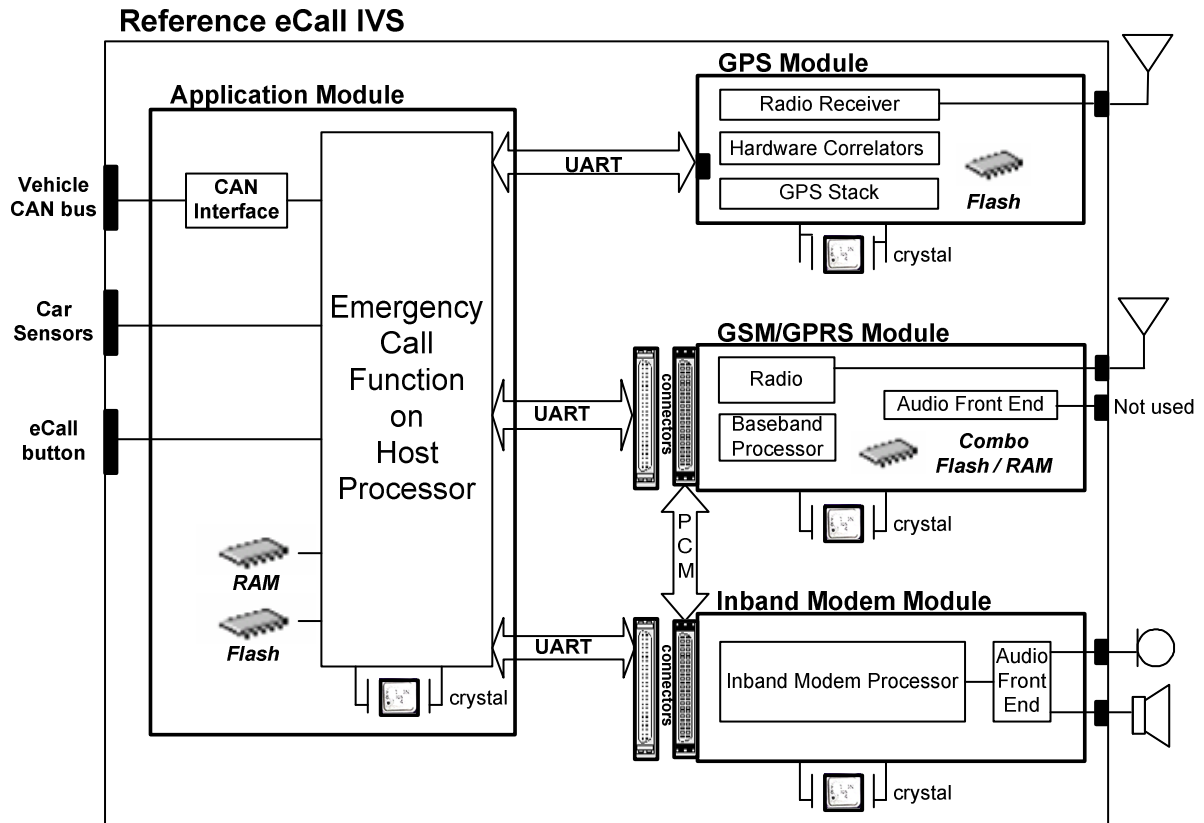 Reference eCall IVS
Application Module
Vehicle
CAN bus
CAN
Interface
Car
Sensors
eCall
button
Emergency
Call
Function
on
Host
Processor
RAM
Flash
crystal
UART
GPS Module
Radio Receiver
Hardware Correlators
GPS Stack
Flash
crystal
UART
connectors
GSM/GPRS Module
Radio
Baseband
Processor
Audio Front End
Not used
Combo
Flash / RAM
crystal
PCM
UART
connectors
Inband Modem Module
Inband Modem Processor
Audio
Front
End
crystal